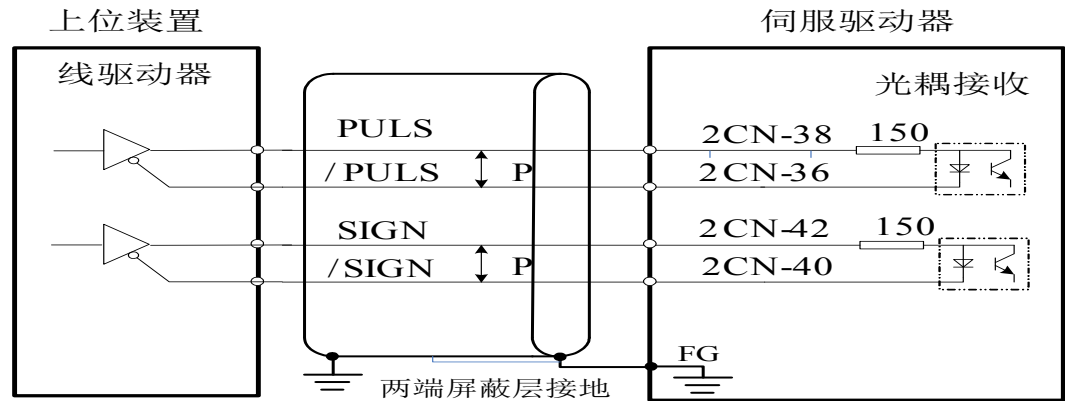 上位装置 伺服驱动器
线驱动器 光耦接收
PULS 2CN-38 150
/PULS P 2CN-36
SIGN 2CN-42 150
/SIGN P 2CN-40
FG
两端屏蔽层接地